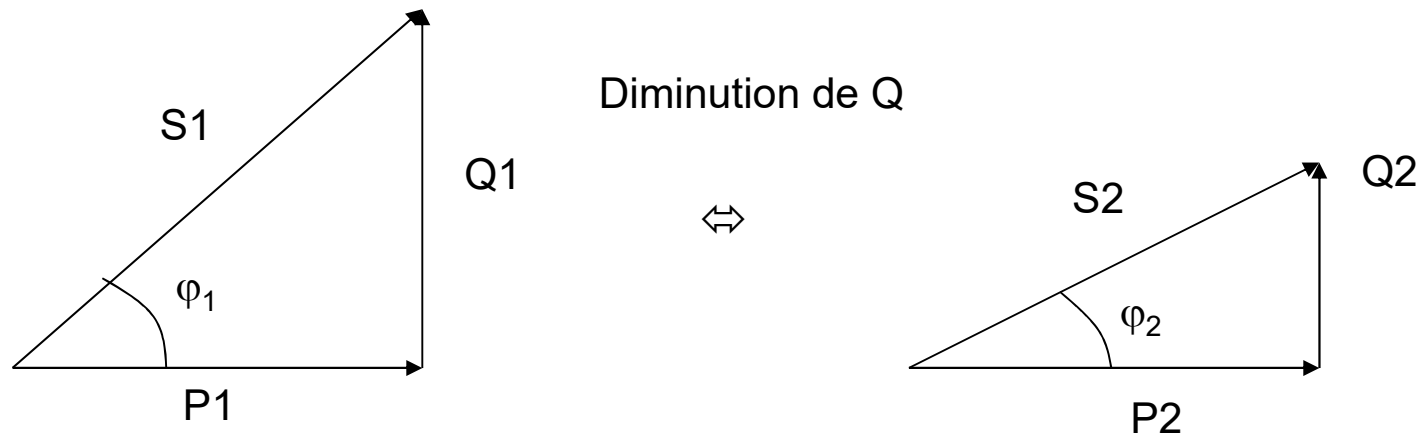 S1
Q1
φ₁
P1
Diminution de Q
⇔
S2
Q2
φ₂
P2